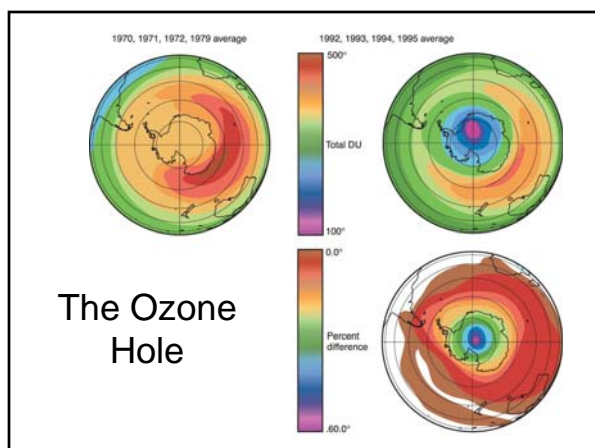 1970, 1971, 1972, 1979 average
1992, 1993, 1994, 1995 average
500°
Total DU
100°
0.0°
Percent
difference
.60.0°
The Ozone
Hole